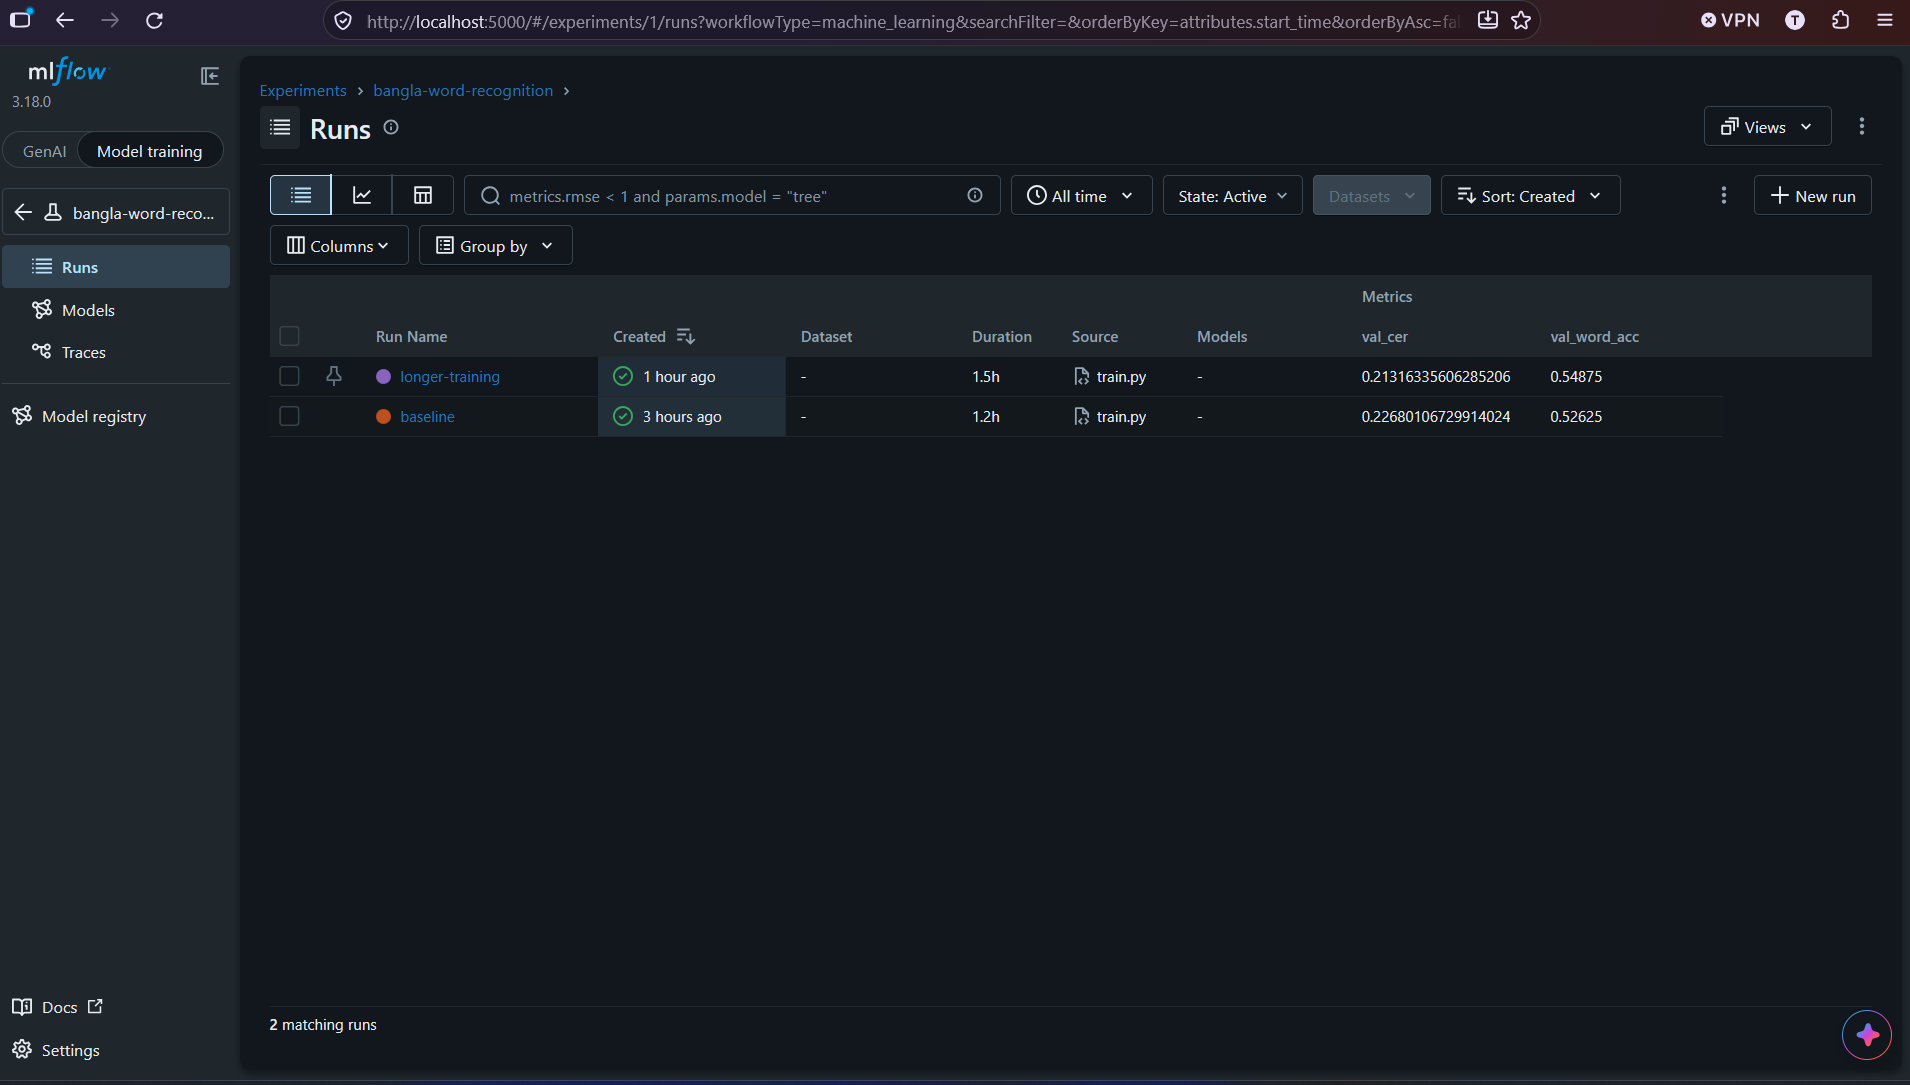 http://localhost:5000/#/experiments/1/runs?workflowType=machine_learning&searchFilter=&orderByKey=attributes.start_time&orderByAsc=fal
VPN
T
mlflow
3.18.0
GenAI
Model training
bangla-word-reco...
Runs
Models
Traces
Model registry
Docs
Settings
Experiments > bangla-word-recognition >
Runs
Views
metrics.rmse < 1 and params.model = "tree"
All time
State: Active
Datasets
Sort: Created
New run
Columns
Group by
Metrics
Run Name Created Dataset Duration Source Models val_cer val_word_acc
longer-training 1 hour ago - 1.5h train.py - 0.21316335606285206 0.54875
baseline 3 hours ago - 1.2h train.py - 0.22680106729914024 0.52625
2 matching runs